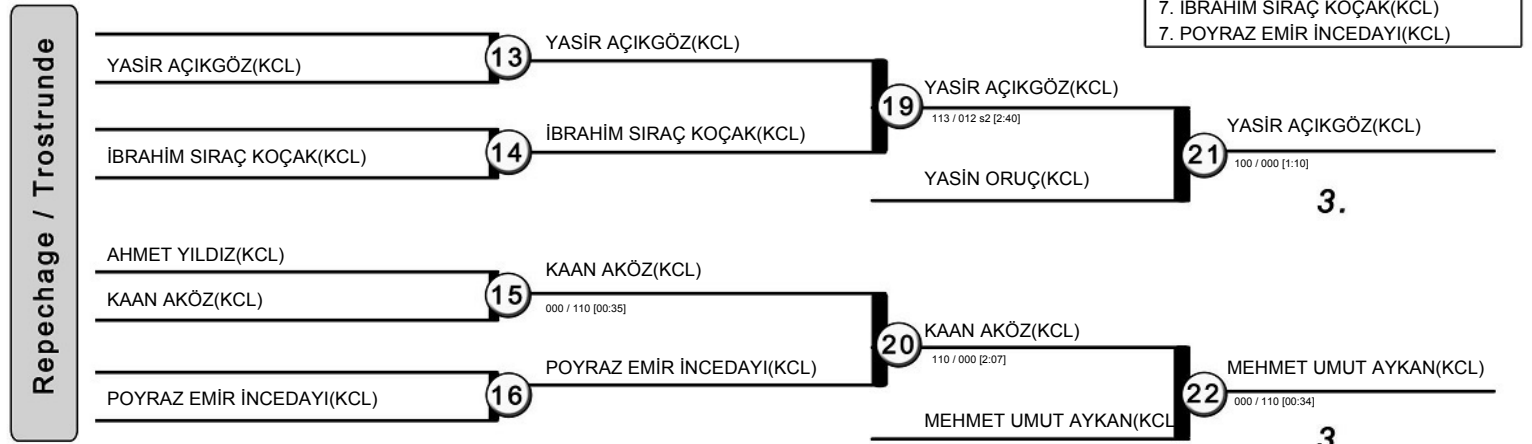 7. İBRAHİM SIRAÇ KOÇAK(KCL)
7. POYRAZ EMİR İNCEDAYI(KCL)
Repechage / Trostrunde
YASİR AÇIKGÖZ(KCL)
13
YASİR AÇIKGÖZ(KCL)
İBRAHİM SIRAÇ KOÇAK(KCL)
14
İBRAHİM SIRAÇ KOÇAK(KCL)
19
YASİR AÇIKGÖZ(KCL)
113 / 012 s2 [2:40]
YASİN ORUÇ(KCL)
21
YASİR AÇIKGÖZ(KCL)
100 / 000 [1:10]
3.
AHMET YILDIZ(KCL)
KAAN AKÖZ(KCL)
15
KAAN AKÖZ(KCL)
000 / 110 [00:35]
POYRAZ EMİR İNCEDAYI(KCL)
16
POYRAZ EMİR İNCEDAYI(KCL)
20
KAAN AKÖZ(KCL)
110 / 000 [2:07]
MEHMET UMUT AYKAN(KCL
22
MEHMET UMUT AYKAN(KCL)
000 / 110 [00:34]
3.